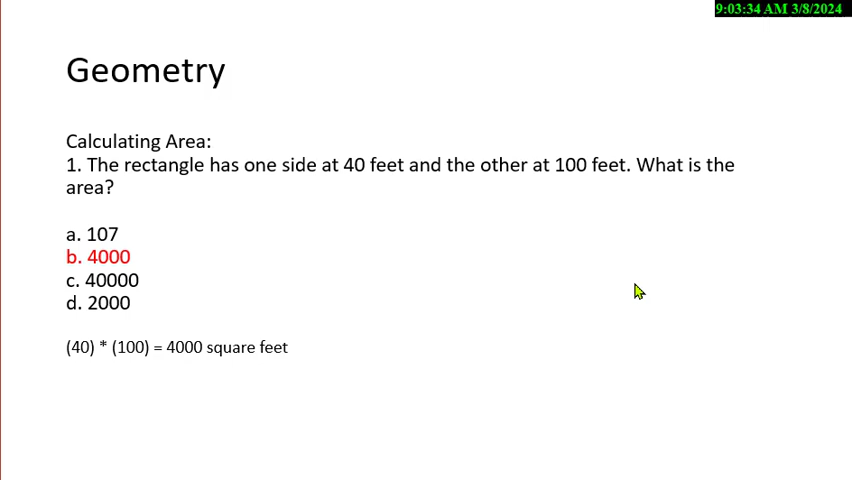 9:03:34 AM 3/8/2024
Geometry
Calculating Area:
1. The rectangle has one side at 40 feet and the other at 100 feet. What is the
area?
a. 107
b. 4000
c. 40000
d. 2000
(40) * (100) = 4000 square feet